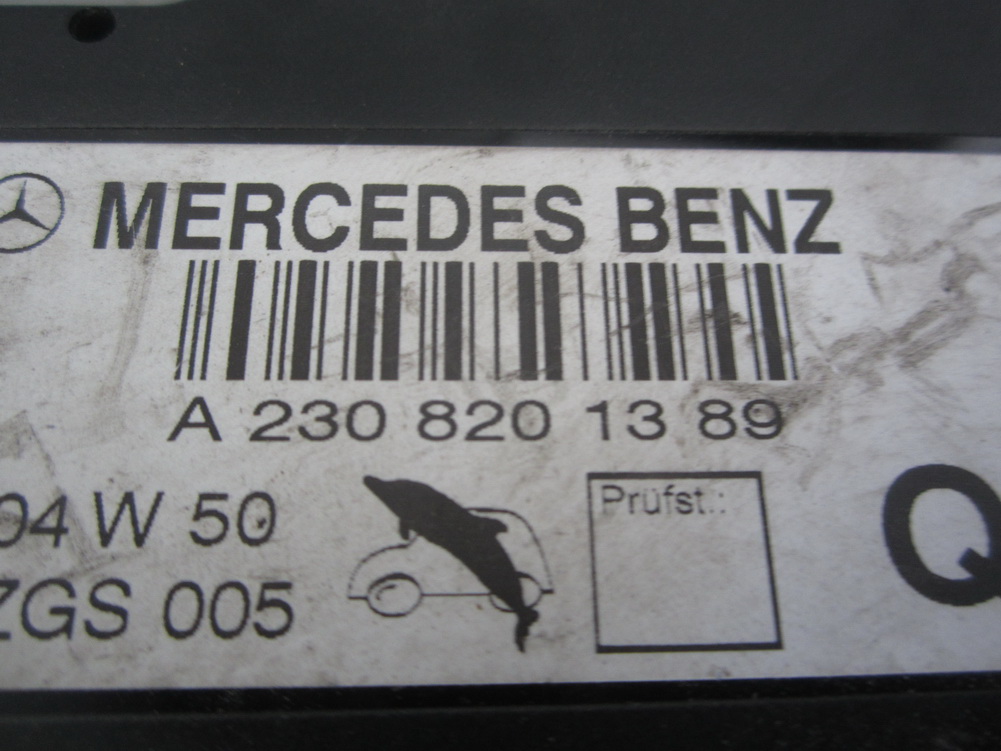 MERCEDES BENZ
A 230 820 13 89
04 W 50
Prüfst.:
Q
ZGS 005